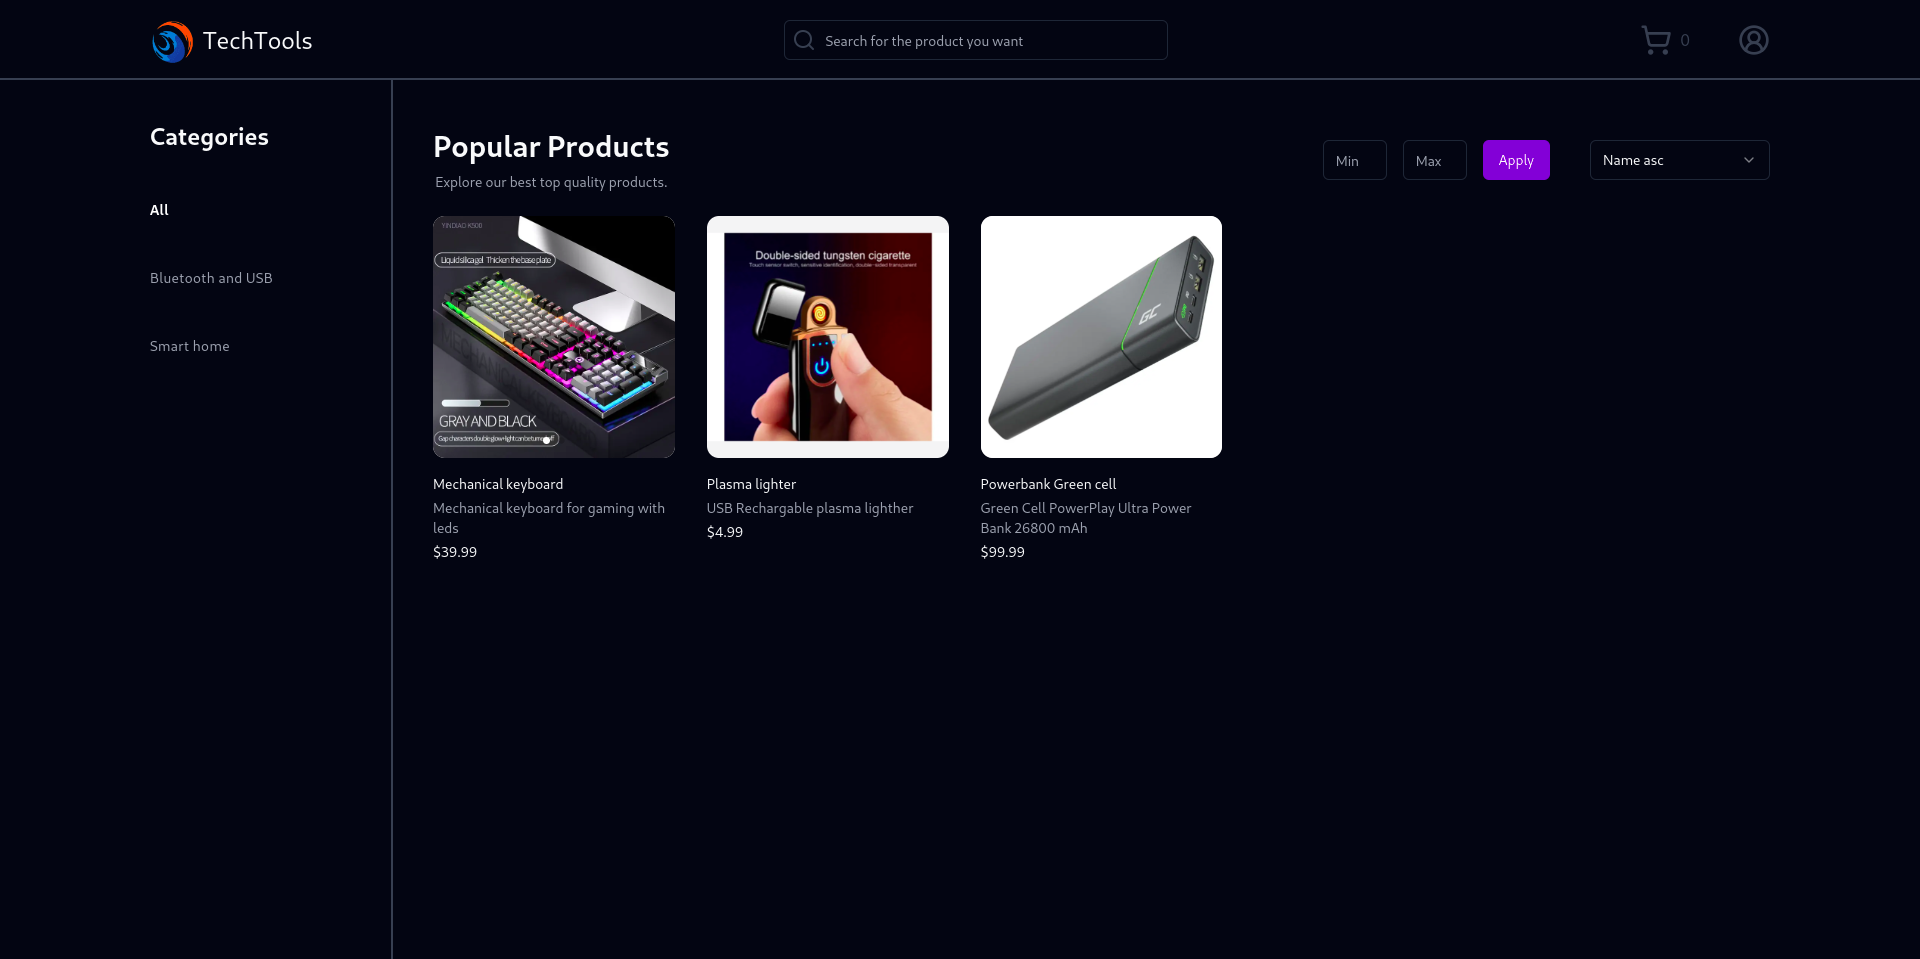 TechTools
Search for the product you want
0
Categories
All
Bluetooth and USB
Smart home
Popular Products
Explore our best top quality products.
Min
Max
Apply
Name asc
YINDIAO K500
Liquid silica gel Thicken the base plate
GRAY AND BLACK
Gap characters double glow+light can be turned off
Double-sided tungsten cigarette
Touch sensor switch, sensitive identification, double-sided transparent
GC
Mechanical keyboard
Mechanical keyboard for gaming with
leds
$39.99
Plasma lighter
USB Rechargable plasma lighther
$4.99
Powerbank Green cell
Green Cell PowerPlay Ultra Power
Bank 26800 mAh
$99.99